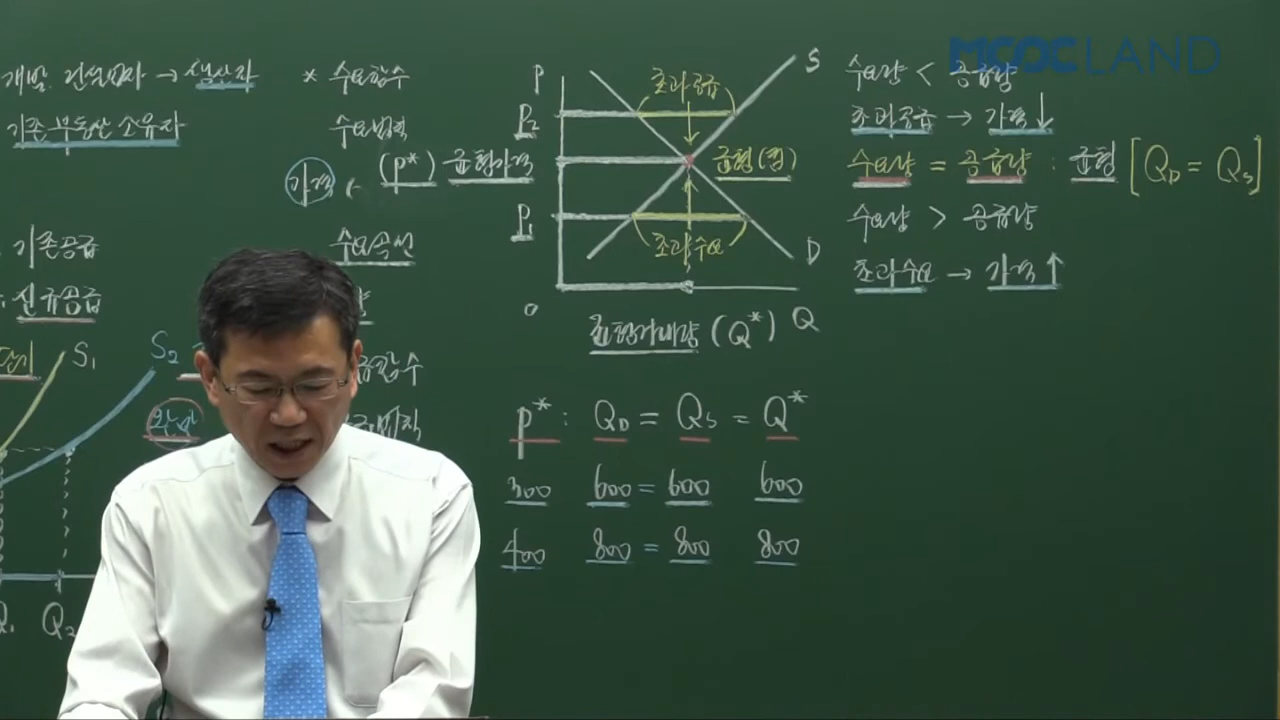 MOOCLAND
개발. 건설업자 → 생산자
기존 부동산 소유자
: 기존공급
: 신규공급
S₁
S₂
Q₁
Q₂
* 수요함수
수요법칙
가격
수요곡선
P
P₂
(P*) 균형가격
P₁
초과공급
균형(점)
초과수요
S
D
0
균형거래량 (Q*) Q
수요량 < 공급량
초과공급 → 가격↓
수요량 = 공급량 : 균형 [Q_D = Q_S]
수요량 > 공급량
초과수요 → 가격↑
P* : Q_D = Q_S = Q*
300 600 = 600 600
400 800 = 800 800